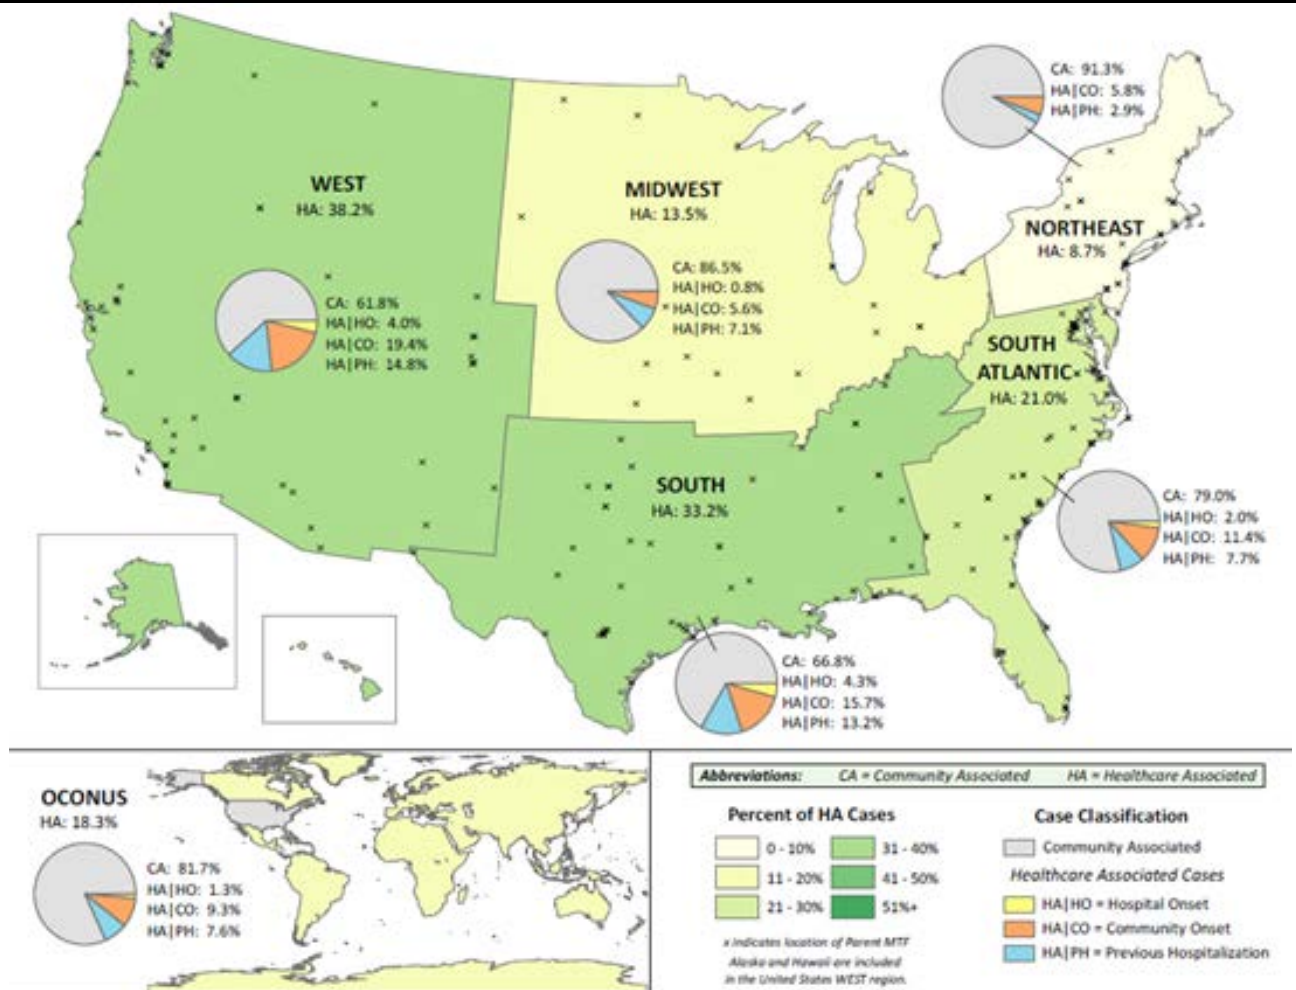 CA: 91.3%
HA|CO: 5.8%
HA|PH: 2.9%
WEST
HA: 38.2%
MIDWEST
HA: 13.5%
NORTHEAST
HA: 8.7%
CA: 61.8%
HA|HO: 4.0%
HA|CO: 19.4%
HA|PH: 14.8%
CA: 86.5%
HA|HO: 0.8%
HA|CO: 5.6%
HA|PH: 7.1%
SOUTH
ATLANTIC
HA: 21.0%
SOUTH
HA: 33.2%
CA: 79.0%
HA|HO: 2.0%
HA|CO: 11.4%
HA|PH: 7.7%
CA: 66.8%
HA|HO: 4.3%
HA|CO: 15.7%
HA|PH: 13.2%
OCONUS
HA: 18.3%
CA: 81.7%
HA|HO: 1.3%
HA|CO: 9.3%
HA|PH: 7.6%
Abbreviations: CA = Community Associated HA = Healthcare Associated
Percent of HA Cases
0 - 10%
11 - 20%
21 - 30%
31 - 40%
41 - 50%
51%+
x indicates location of Parent MTF
Alaska and Hawaii are included
in the United States WEST region.
Case Classification
Community Associated
Healthcare Associated Cases
HA|HO = Hospital Onset
HA|CO = Community Onset
HA|PH = Previous Hospitalization